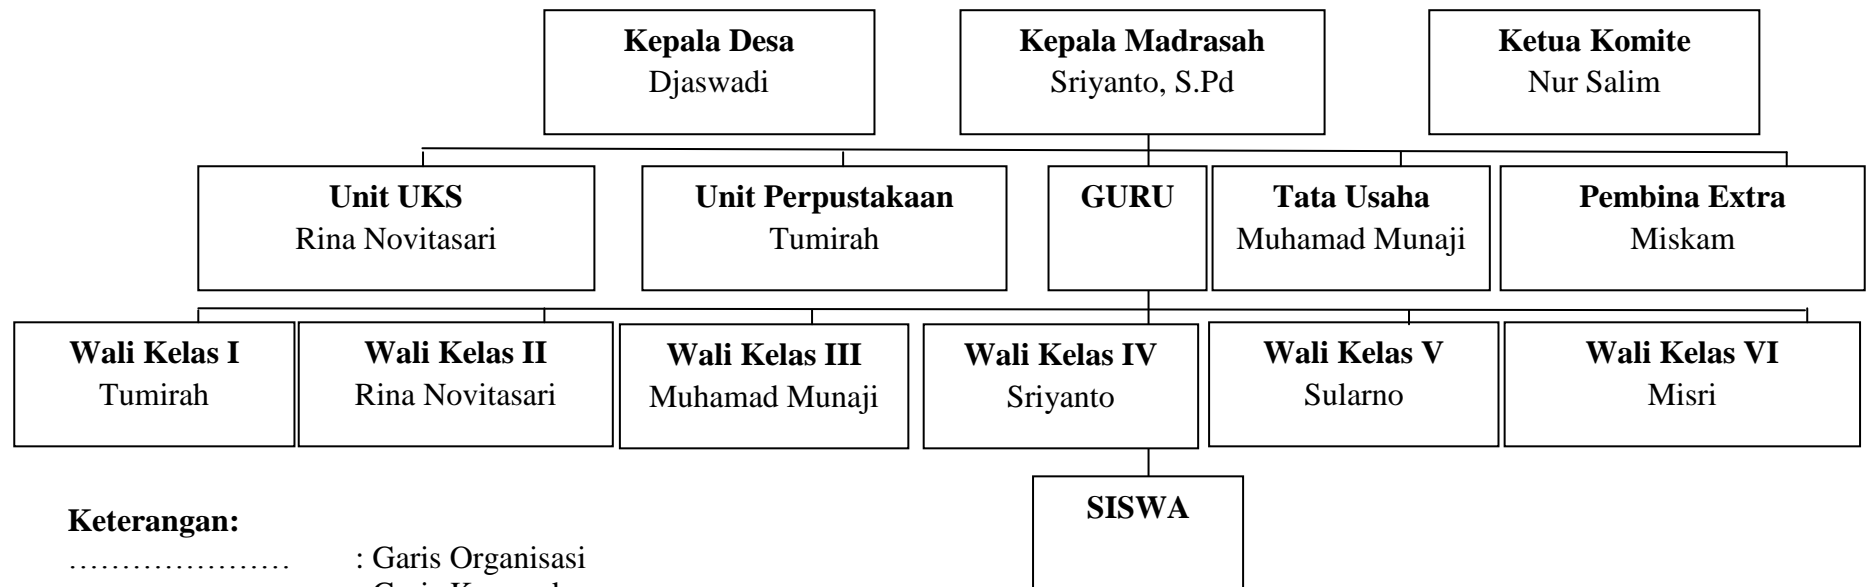 Kepala Desa
Djaswadi
Kepala Madrasah
Sriyanto, S.Pd
Ketua Komite
Nur Salim
Unit UKS
Rina Novitasari
Unit Perpustakaan
Tumirah
GURU
Tata Usaha
Muhamad Munaji
Pembina Extra
Miskam
Wali Kelas I
Tumirah
Wali Kelas II
Rina Novitasari
Wali Kelas III
Muhamad Munaji
Wali Kelas IV
Sriyanto
Wali Kelas V
Sularno
Wali Kelas VI
Misri
SISWA
Keterangan:
………………… : Garis Organisasi